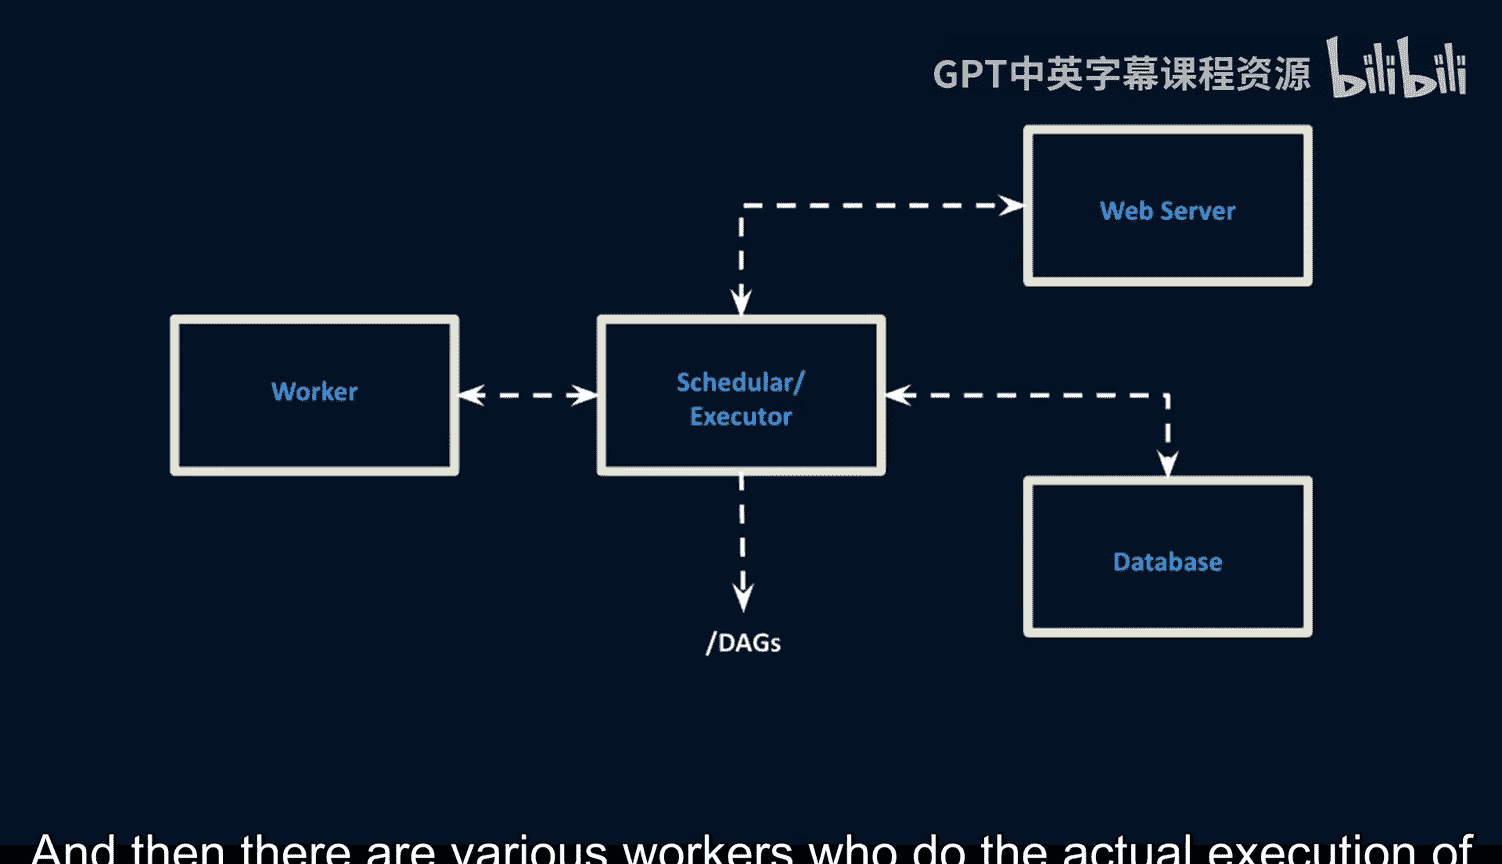 GPT中英字幕课程资源 bilibili
Web Server
Worker
Schedular/
Executor
Database
/DAGs
And then there are various workers who do the actual execution of